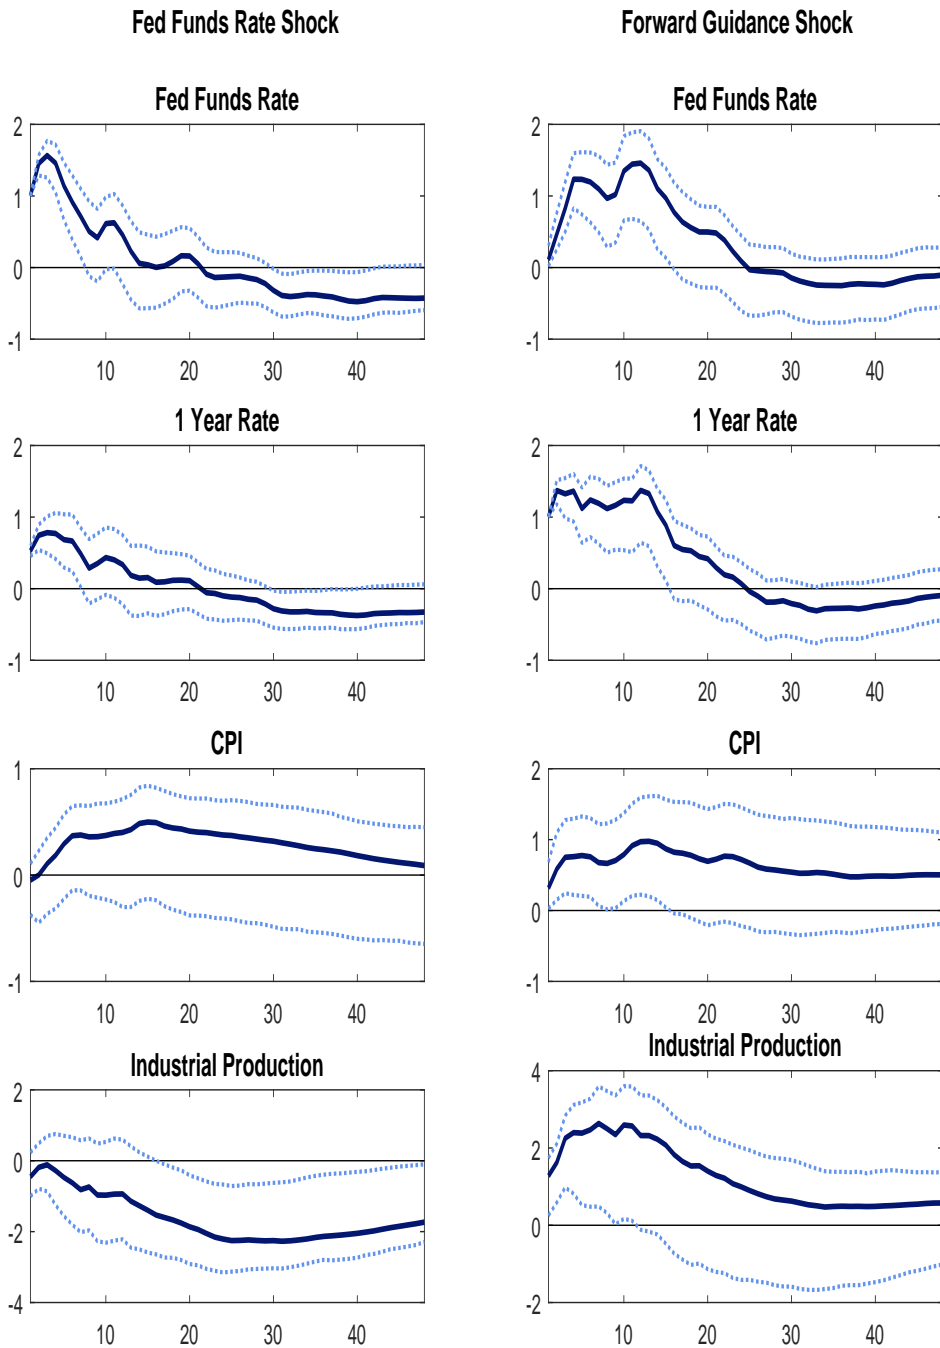 Fed Funds Rate Shock
Forward Guidance Shock
Fed Funds Rate
2
1
0
-1
10 20 30 40
Fed Funds Rate
2
1
0
-1
10 20 30 40
1 Year Rate
2
1
0
-1
10 20 30 40
1 Year Rate
2
1
0
-1
10 20 30 40
CPI
1
0
-1
10 20 30 40
CPI
2
1
0
-1
10 20 30 40
Industrial Production
2
0
-2
-4
10 20 30 40
Industrial Production
4
2
0
-2
10 20 30 40